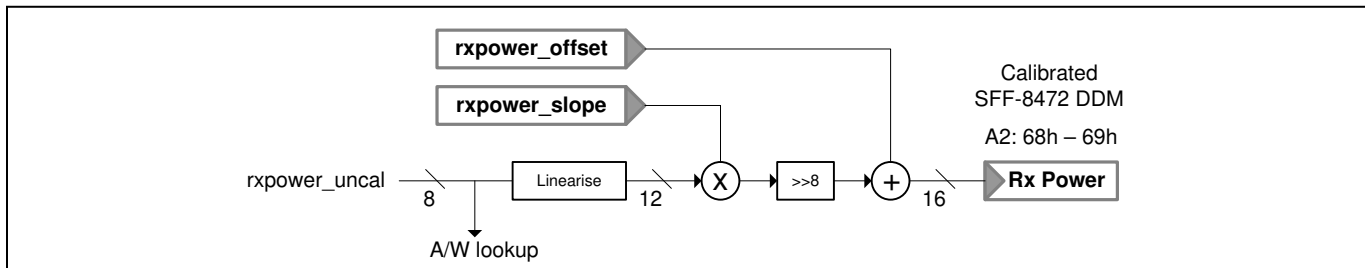 rxpower_offset
Calibrated
SFF-8472 DDM
rxpower_slope
A2: 68h – 69h
rxpower_uncal
8
Linearise
12
X
>>8
+
16
Rx Power
A/W lookup